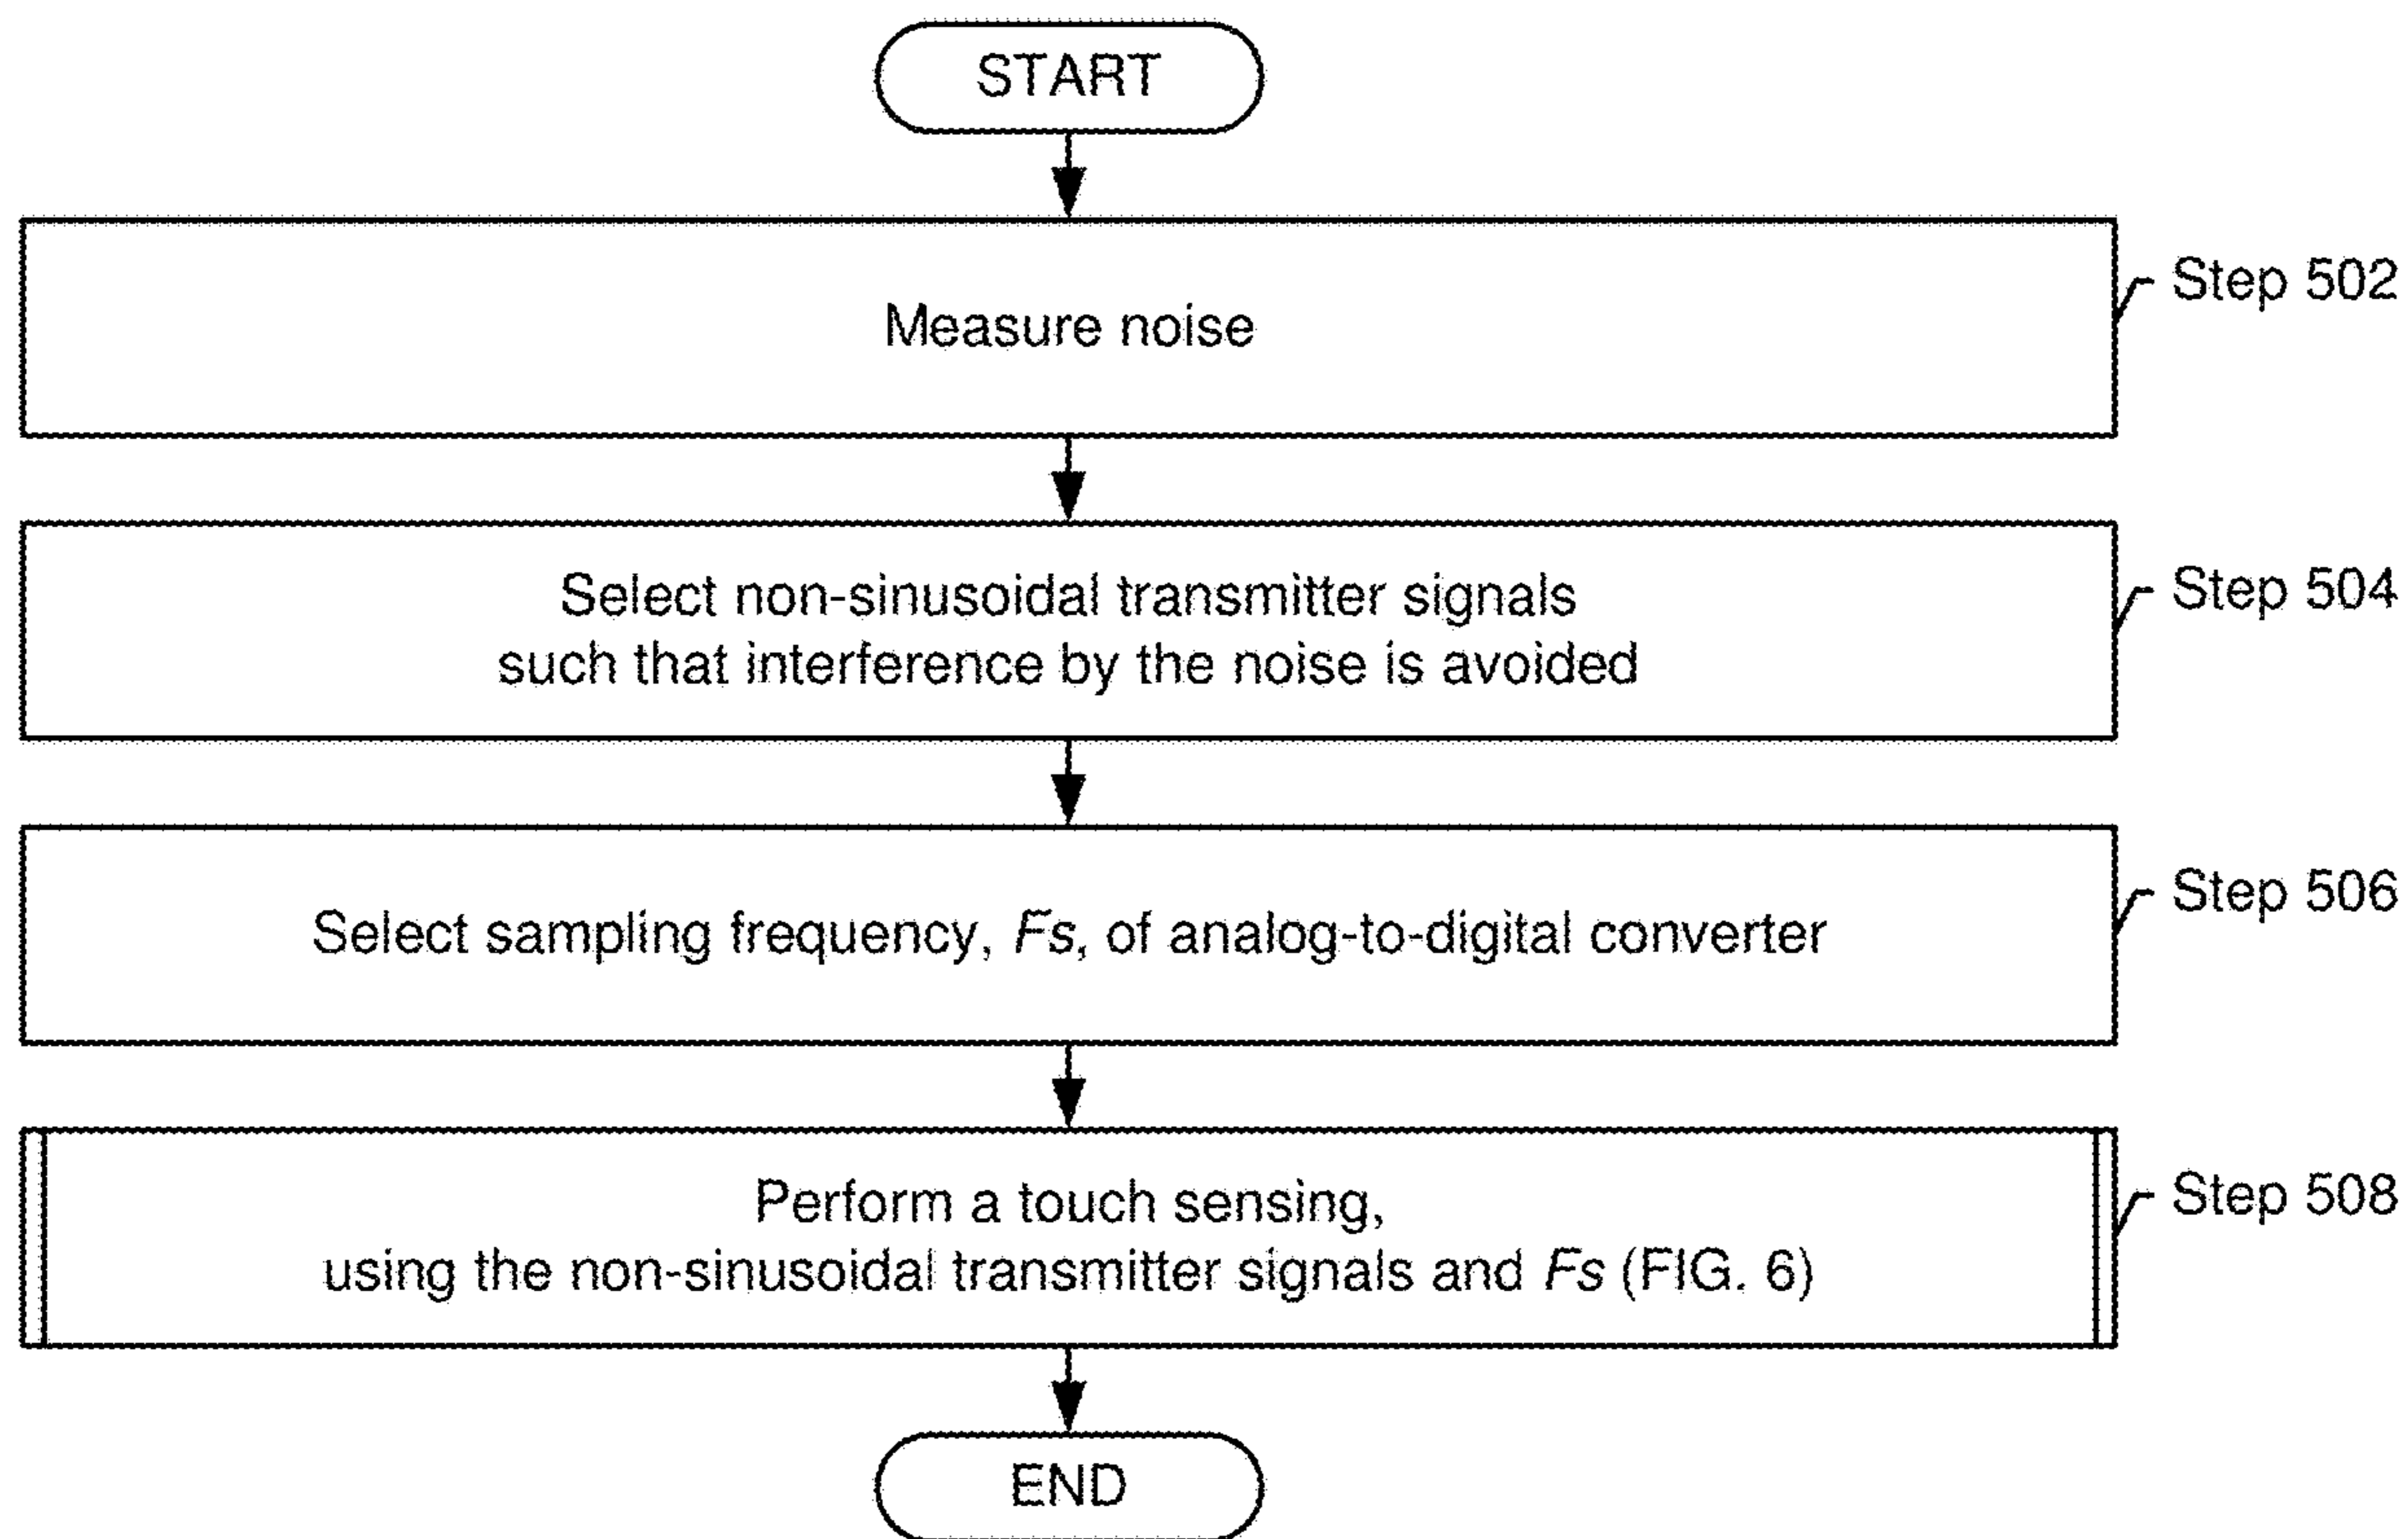 START
Measure noise
Step 502
Select non-sinusoidal transmitter signals
such that interference by the noise is avoided
Step 504
Select sampling frequency, Fs, of analog-to-digital converter
Step 506
Perform a touch sensing,
using the non-sinusoidal transmitter signals and Fs (FIG. 6)
Step 508
END